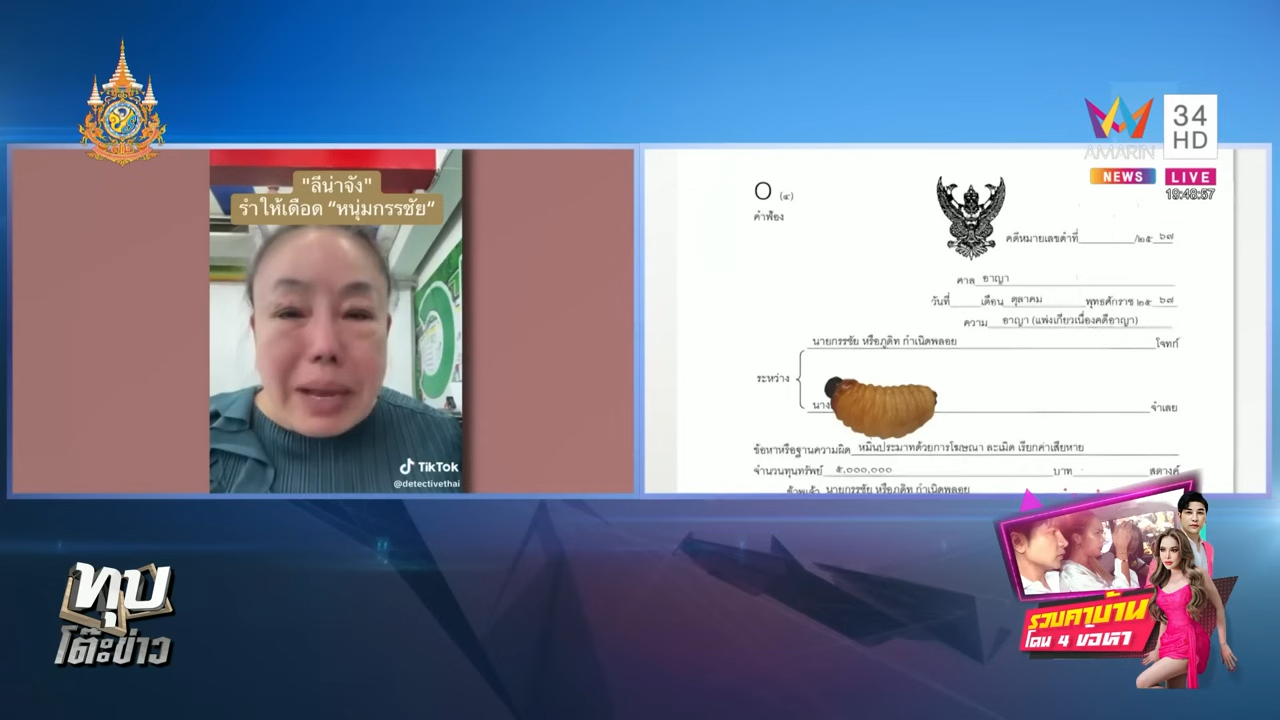 AMARIN
34
HD
NEWS
LIVE
19:48:57
"ลีน่าจัง"
รำให้เดือด "หนุ่มกรรชัย"
TikTok
@detectivethai
O (๔)
คำฟ้อง
คดีหมายเลขดำที่ /๒๕ ๖๗
ศาล อาญา
วันที่ เดือน ตุลาคม พุทธศักราช ๒๕ ๖๗
ความ อาญา (แพ่งเกี่ยวเนื่องคดีอาญา)
นายกรรชัย หรือภูดิท กำเนิดพลอย โจทก์
ระหว่าง
นาง จำเลย
ข้อหาหรือฐานความผิด หมิ่นประมาทด้วยการโฆษณา ละเมิด เรียกค่าเสียหาย
จำนวนทุนทรัพย์ ๕,๐๐๐,๐๐๐ บาท สตางค์
ข้าพเจ้า นายกรรชัย หรือภูดิท กำเนิดพลอย
ทุบ
โต๊ะข่าว
รวบคาบ้าน
โดน 4 ข้อหา